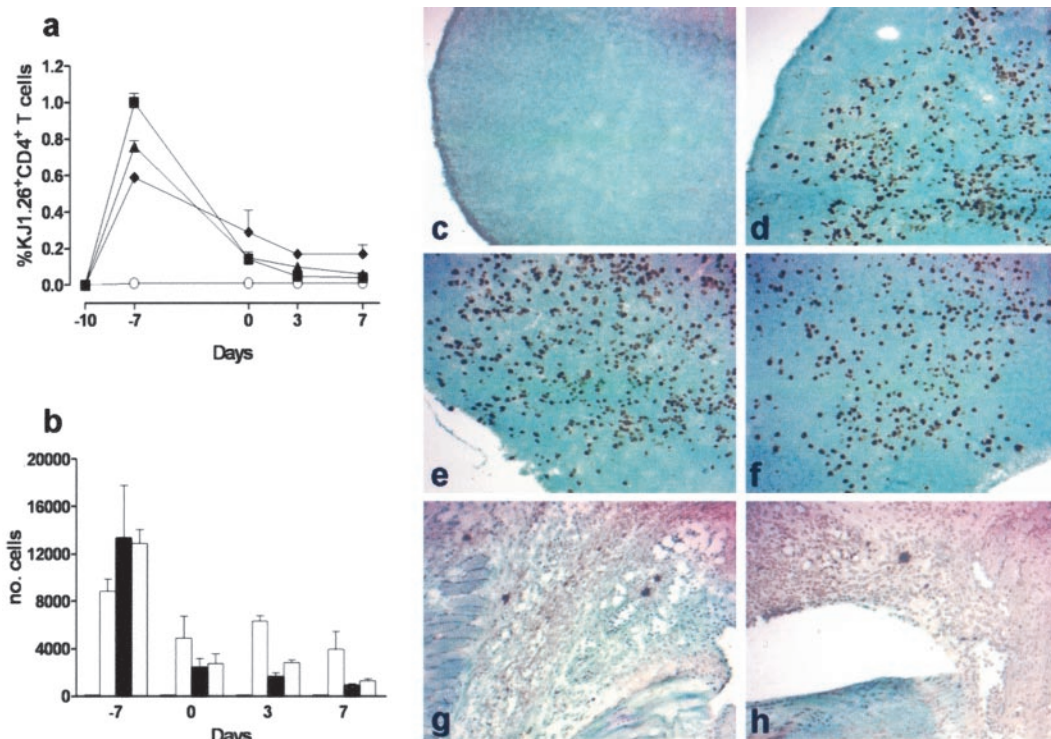 a
%KJ1.26+CD4+ T cells
1.2
1.0
0.8
0.6
0.4
0.2
0.0
-10 -7 0 3 7
Days
b
no. cells
20000
16000
12000
8000
4000
0
-7 0 3 7
Days
c
d
e
f
g
h